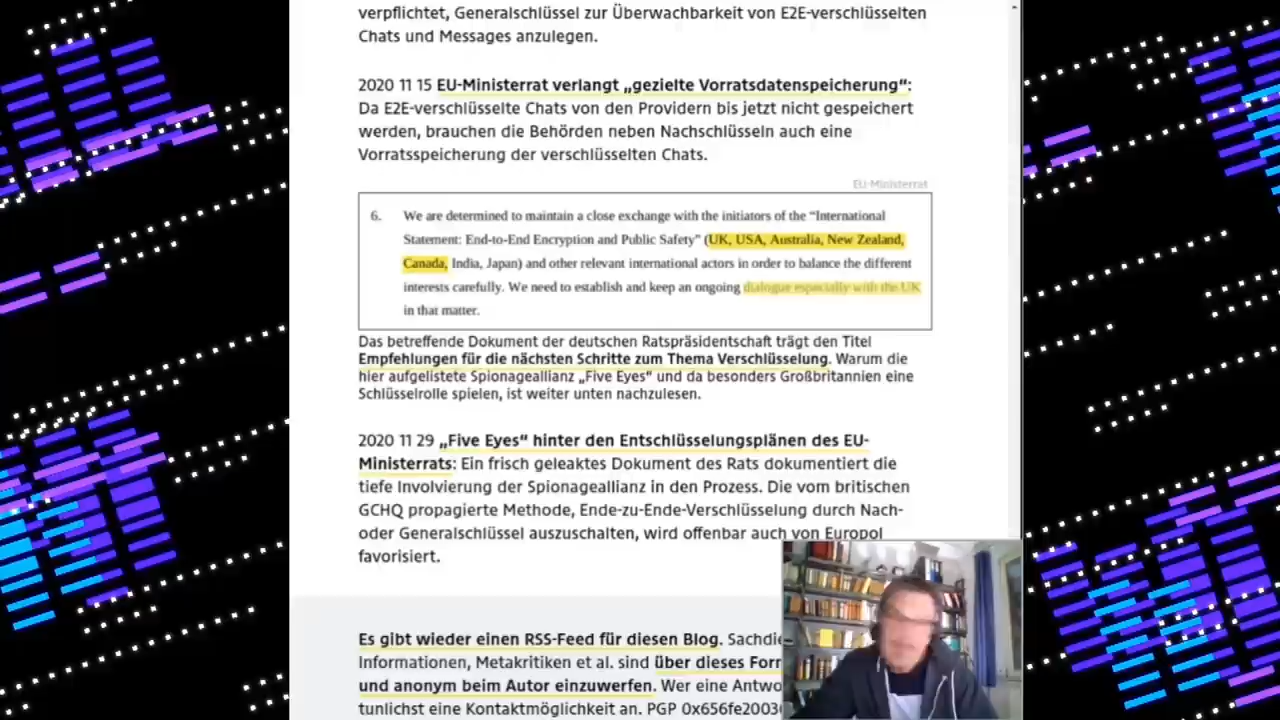 verpflichtet, Generalschlüssel zur Überwachbarkeit von E2E-verschlüsselten
Chats und Messages anzulegen.
2020 11 15 EU-Ministerrat verlangt „gezielte Vorratsdatenspeicherung“:
Da E2E-verschlüsselte Chats von den Providern bis jetzt nicht gespeichert
werden, brauchen die Behörden neben Nachschlüsseln auch eine
Vorratsspeicherung der verschlüsselten Chats.
EU-Ministerrat
6. We are determined to maintain a close exchange with the initiators of the “International
Statement: End-to-End Encryption and Public Safety” (UK, USA, Australia, New Zealand,
Canada, India, Japan) and other relevant international actors in order to balance the different
interests carefully. We need to establish and keep an ongoing dialogue especially with the UK
in that matter.
Das betreffende Dokument der deutschen Ratspräsidentschaft trägt den Titel
Empfehlungen für die nächsten Schritte zum Thema Verschlüsselung. Warum die
hier aufgelistete Spionageallianz „Five Eyes“ und da besonders Großbritannien eine
Schlüsselrolle spielen, ist weiter unten nachzulesen.
2020 11 29 „Five Eyes“ hinter den Entschlüsselungsplänen des EU-
Ministerrats: Ein frisch geleaktes Dokument des Rats dokumentiert die
tiefe Involvierung der Spionageallianz in den Prozess. Die vom britischen
GCHQ propagierte Methode, Ende-zu-Ende-Verschlüsselung durch Nach-
oder Generalschlüssel auszuschalten, wird offenbar auch von Europol
favorisiert.
Es gibt wieder einen RSS-Feed für diesen Blog. Sachdie
Informationen, Metakritiken et al. sind über dieses Form
und anonym beim Autor einzuwerfen. Wer eine Antwo
tunlichst eine Kontaktmöglichkeit an. PGP 0x656fe2003